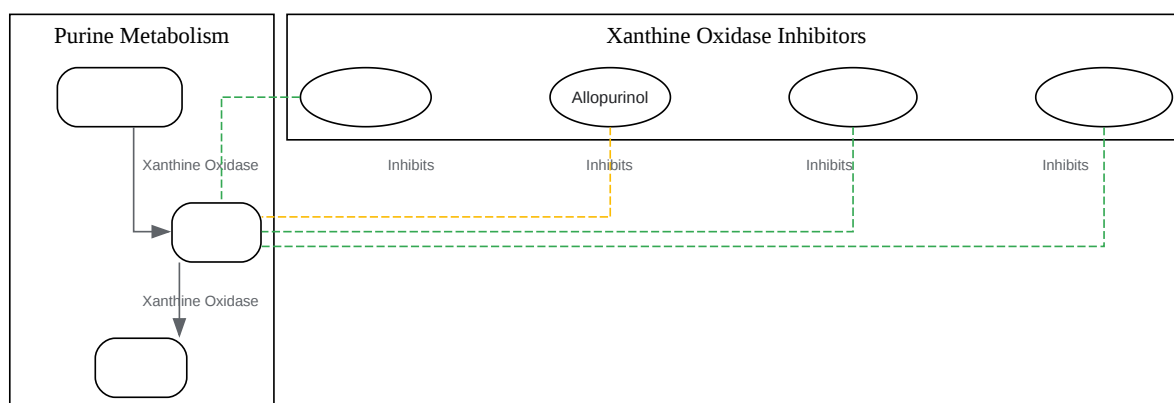 Purine Metabolism
Xanthine Oxidase Inhibitors
Allopurinol
Xanthine Oxidase
Inhibits
Inhibits
Inhibits
Inhibits
Xanthine Oxidase